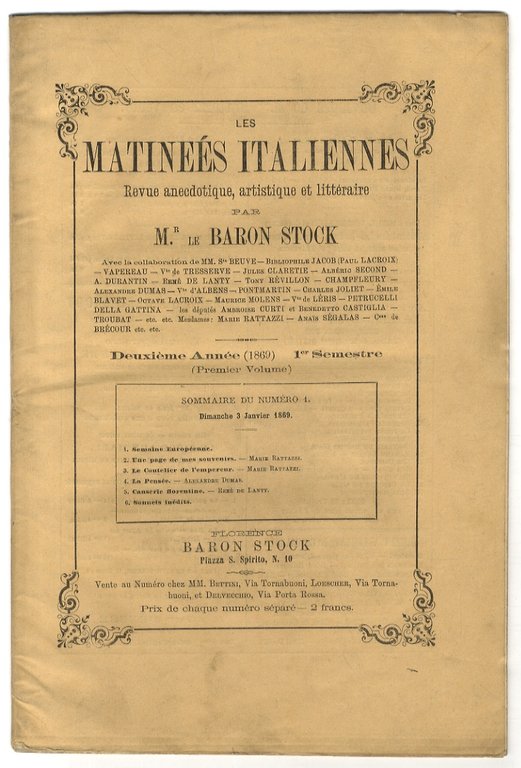 LES
MATINEÉS ITALIENNES
Revue anecdotique, artistique et littéraire
PAR
M.R LE BARON STOCK
Avec la collaboration de MM. Ste BEUVE — BIBLIOPHILE JACOB (PAUL LACROIX)
— VAPEREAU — Vte de TRESSERVE — JULES CLARETIE — ALBÉRIC SECOND —
A. DURANTIN — REMÉ DE LANTY — TONY RÉVILLON — CHAMPFLEURY —
ALEXANDRE DUMAS — Vte d'ALBENS — PONTMARTIN — CHARLES JOLIET — ÉMILE
BLAVET — OCTAVE LACROIX — MAURICE MOLENS — Vte de LÉRIS — PETRUCELLI
DELLA GATTINA — les députés AMBROISE CURTI et BENEDETTO CASTIGLIA —
TROUBAT — etc. etc. Mesdames: MARIE RATTAZZI — ANAÏS SÉGALAS — Csse de
BRÉCOUR etc. etc.
Deuxième Année (1869) 1er Semestre
(Premier Volume)
SOMMAIRE DU NUMÉRO 1.
Dimanche 3 Janvier 1869.
1. Semaine Européenne.
2. Une page de mes souvenirs. — MARIE RATTAZZI.
3. Le Coutelier de l'empereur. — MARIE RATTAZZI.
4. La Pensée. — ALEXANDRE DUMAS.
5. Causerie florentine. — REMÉ DE LANTY.
6. Sonnets inédits.
FLORENCE
BARON STOCK
Piazza S. Spirito, N. 10
Vente au Numéro chez MM. BETTINI, Via Tornabuoni, LOESCHER, Via Torna-
buoni, et DELVECCHIO, Via Porta Rossa.
Prix de chaque numéro séparé — 2 francs.